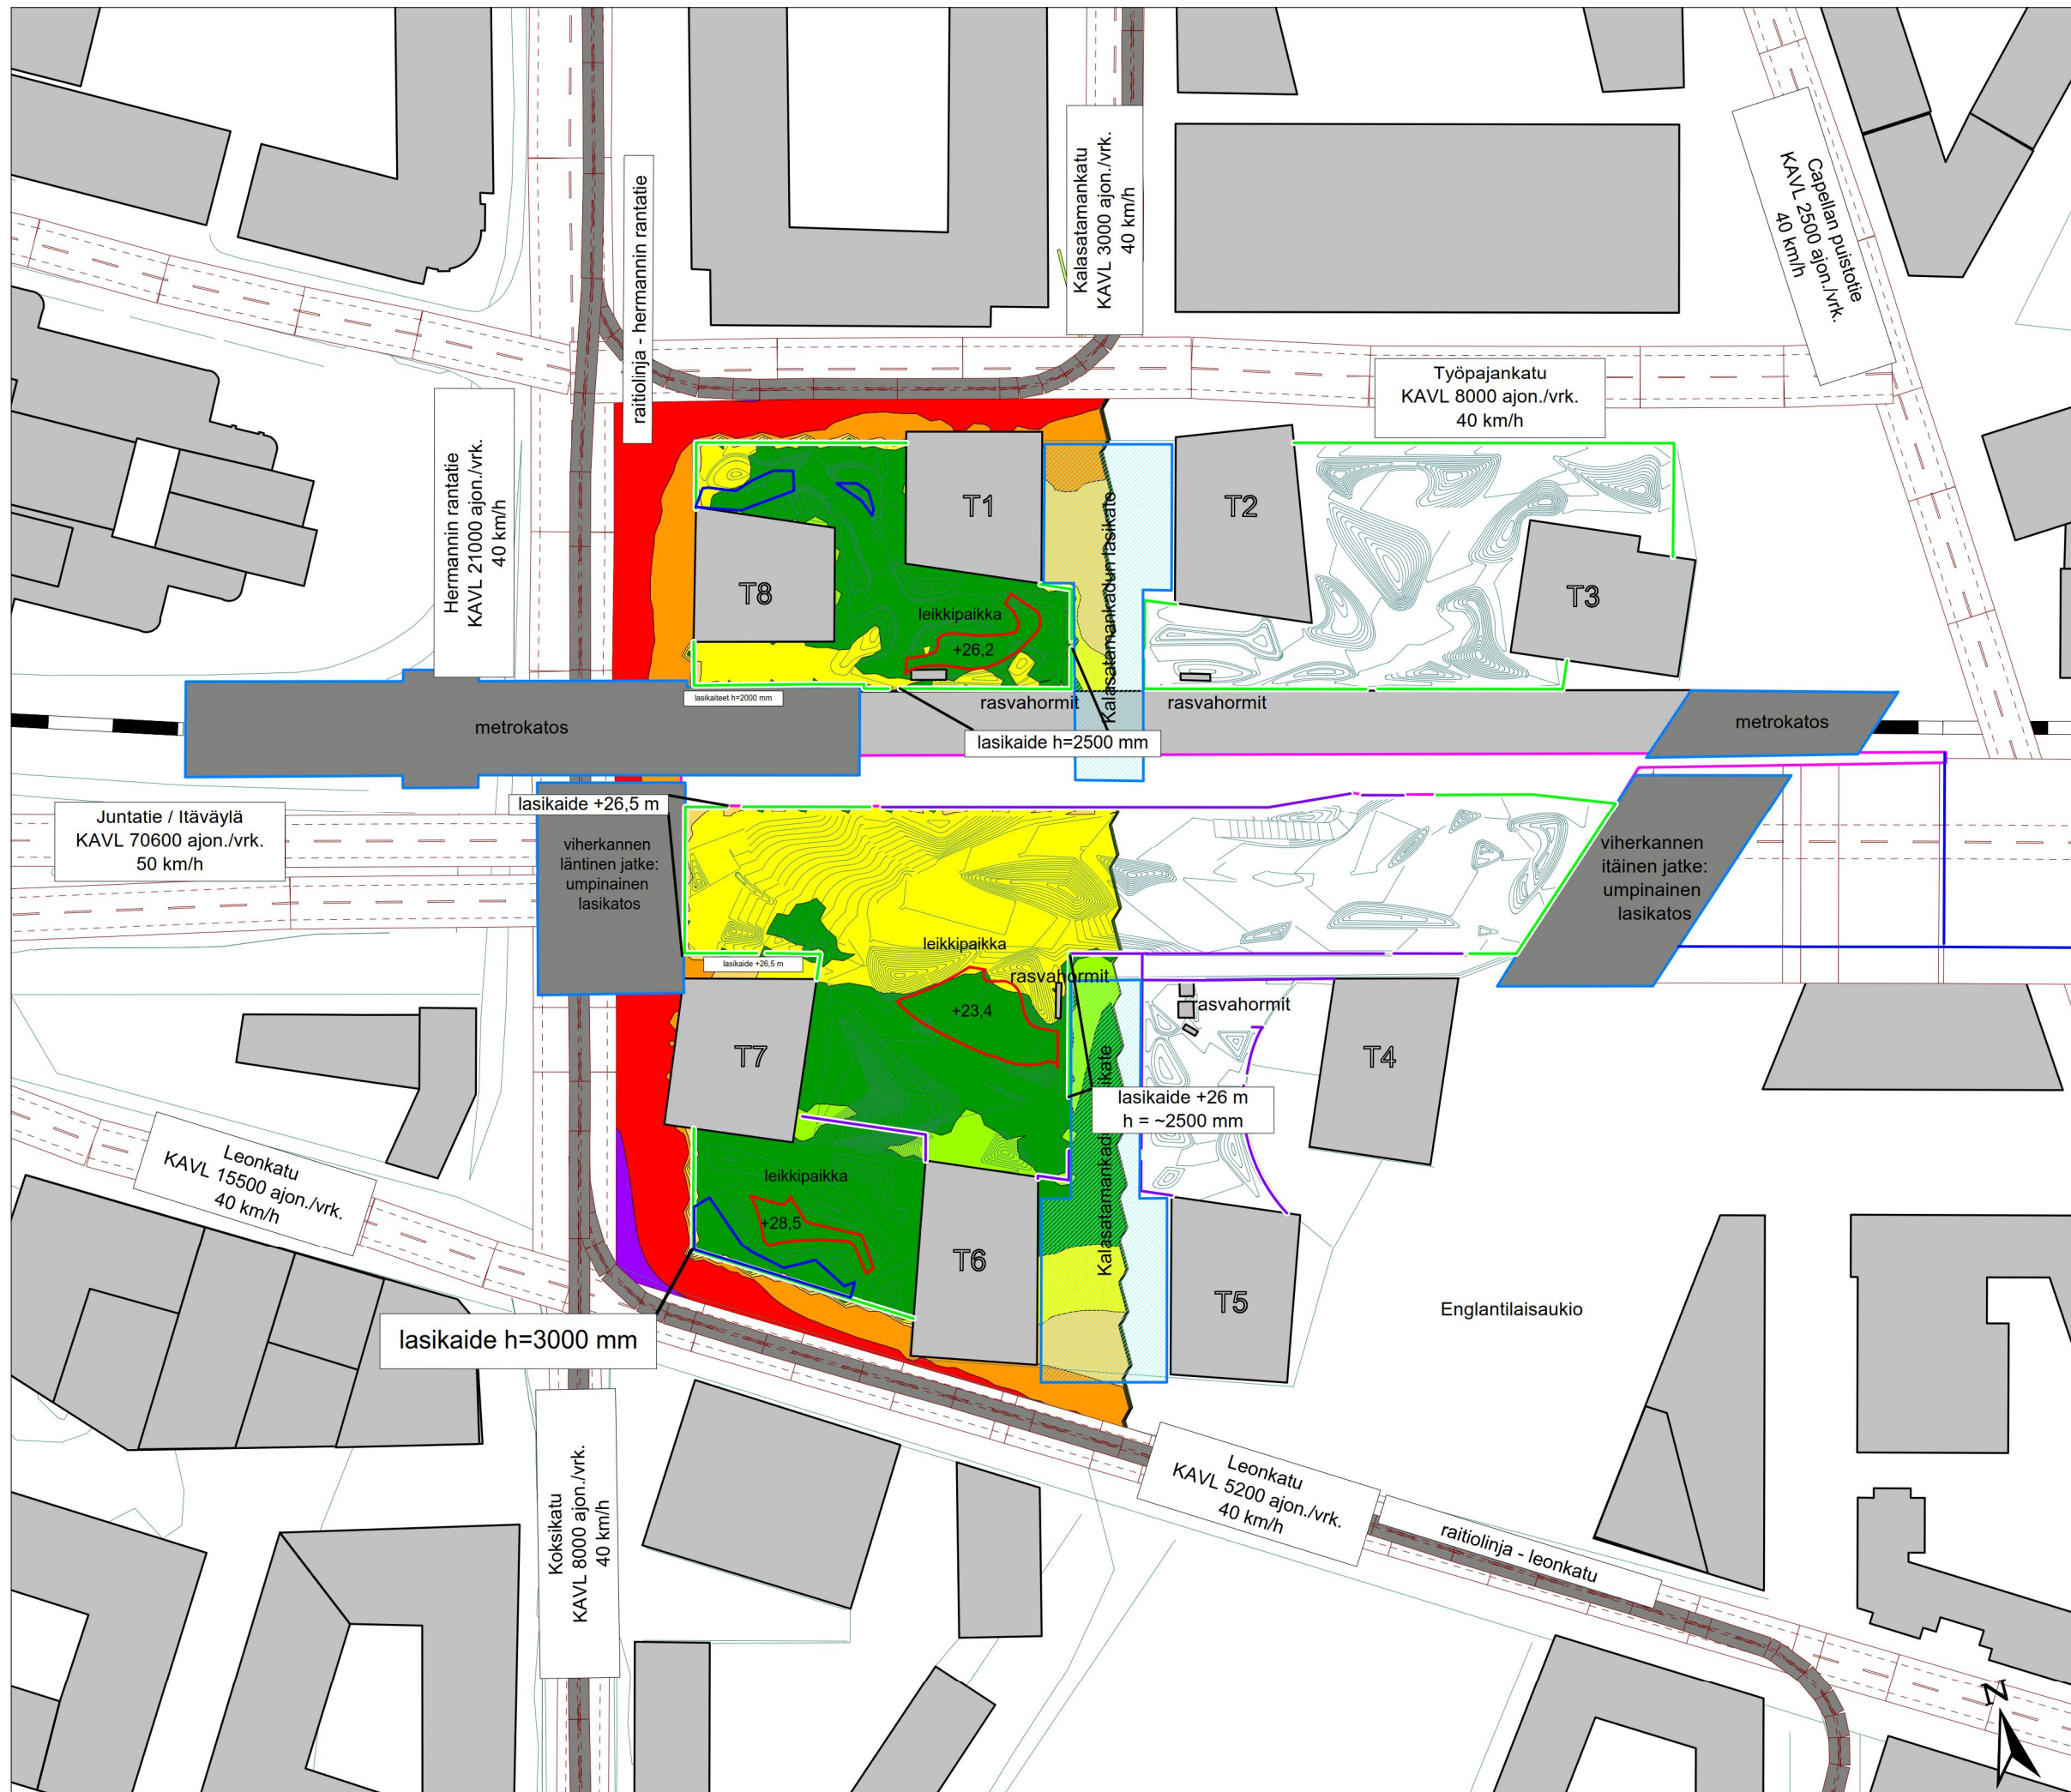 Kalasatamankatu
KAVL 3000 ajon./vrk.
40 km/h
Capellan puistotie
KAVL 2500 ajon./vrk.
40 km/h
raitiolinja - hermannin rantatie
Työpajankatu
KAVL 8000 ajon./vrk.
40 km/h
Hermannin rantatie
KAVL 21000 ajon./vrk.
40 km/h
T1
T2
T8
T3
Kalasatamankadun lasikate
leikkipaikka
+26,2
lasikaiteet h=2000 mm
rasvahormit
rasvahormit
metrokatos
metrokatos
lasikaide h=2500 mm
lasikaide +26,5 m
Juntatie / Itäväylä
KAVL 70600 ajon./vrk.
50 km/h
viherkannen
läntinen jatke:
umpinainen
lasikatos
viherkannen
itäinen jatke:
umpinainen
lasikatos
leikkipaikka
lasikaide +26,5 m
rasvahormit
rasvahormit
+23,4
T7
T4
lasikaide +26 m
h = ~2500 mm
Leonkatu
KAVL 15500 ajon./vrk.
40 km/h
leikkipaikka
+28,5
T6
T5
Englantilaisaukio
lasikaide h=3000 mm
Koksikatu
KAVL 8000 ajon./vrk.
40 km/h
Leonkatu
KAVL 5200 ajon./vrk.
40 km/h
raitiolinja - leonkatu
N